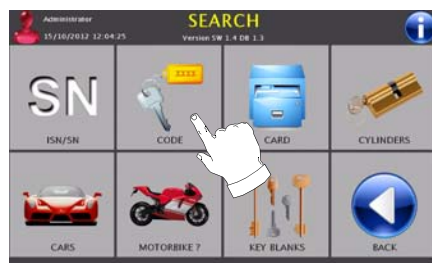 Administrator
SEARCH
15/10/2012 12:04:25
Version SW 1.4 DB 1.3
SN
XXXX
ISN/SN
CODE
CARD
CYLINDERS
CARS
MOTORBIKE ?
KEY BLANKS
BACK